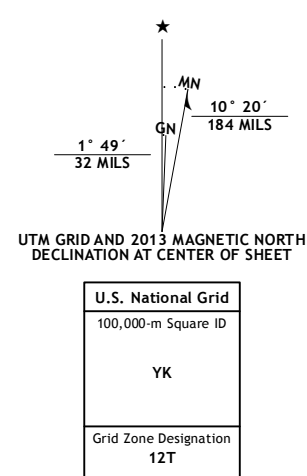 ★
MN
GN
10° 20´
184 MILS
1° 49´
32 MILS
UTM GRID AND 2013 MAGNETIC NORTH
DECLINATION AT CENTER OF SHEET
U.S. National Grid
100,000-m Square ID
YK
Grid Zone Designation
12T